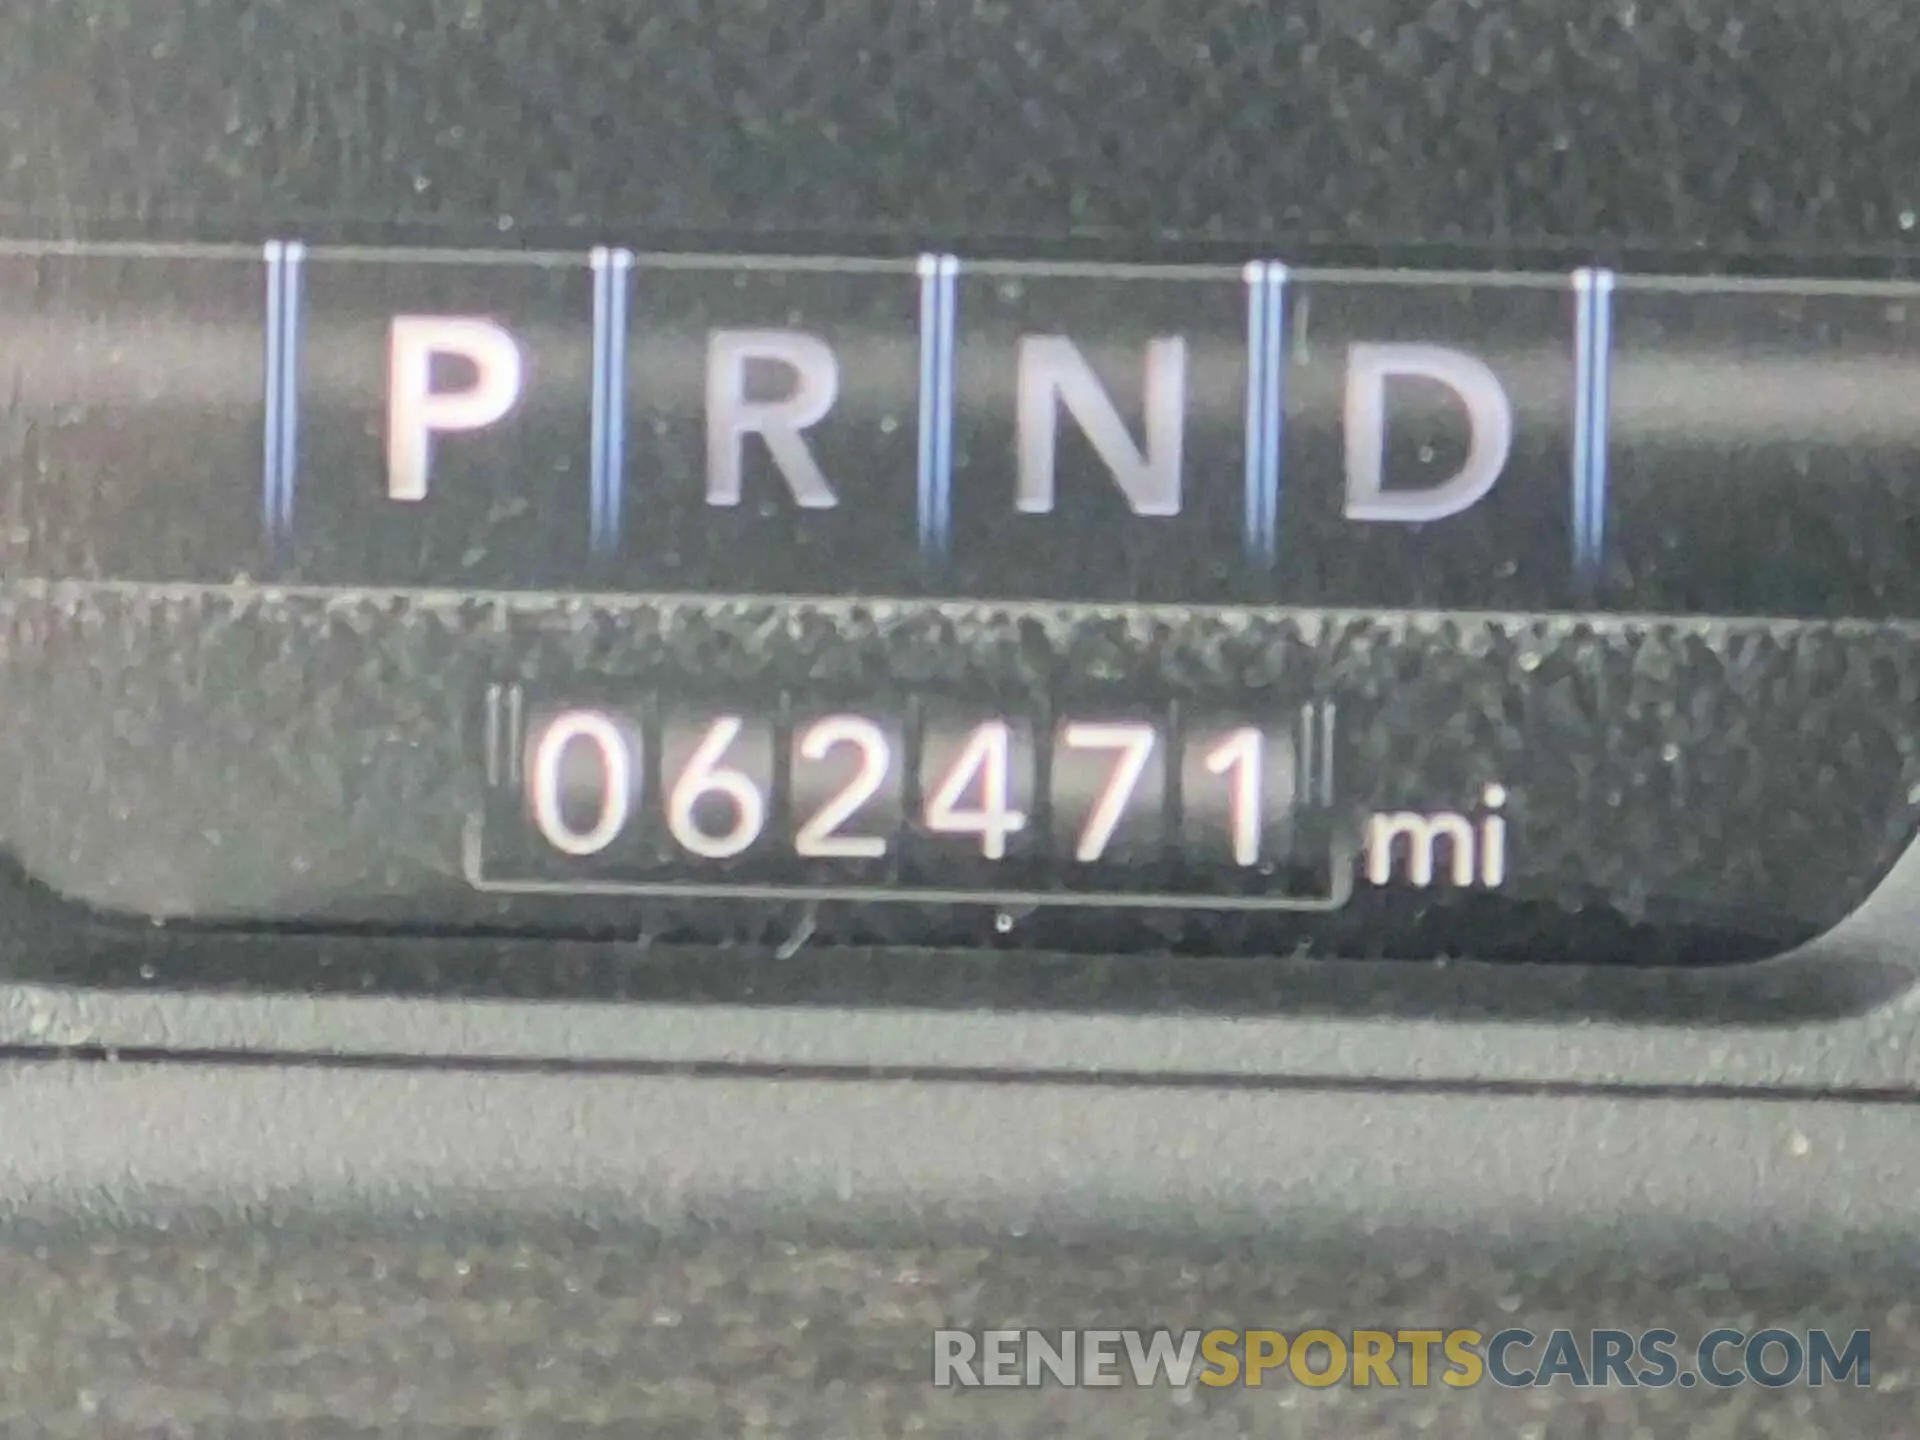 P R N D
062471 mi
RENEWSPORTSCARS.COM